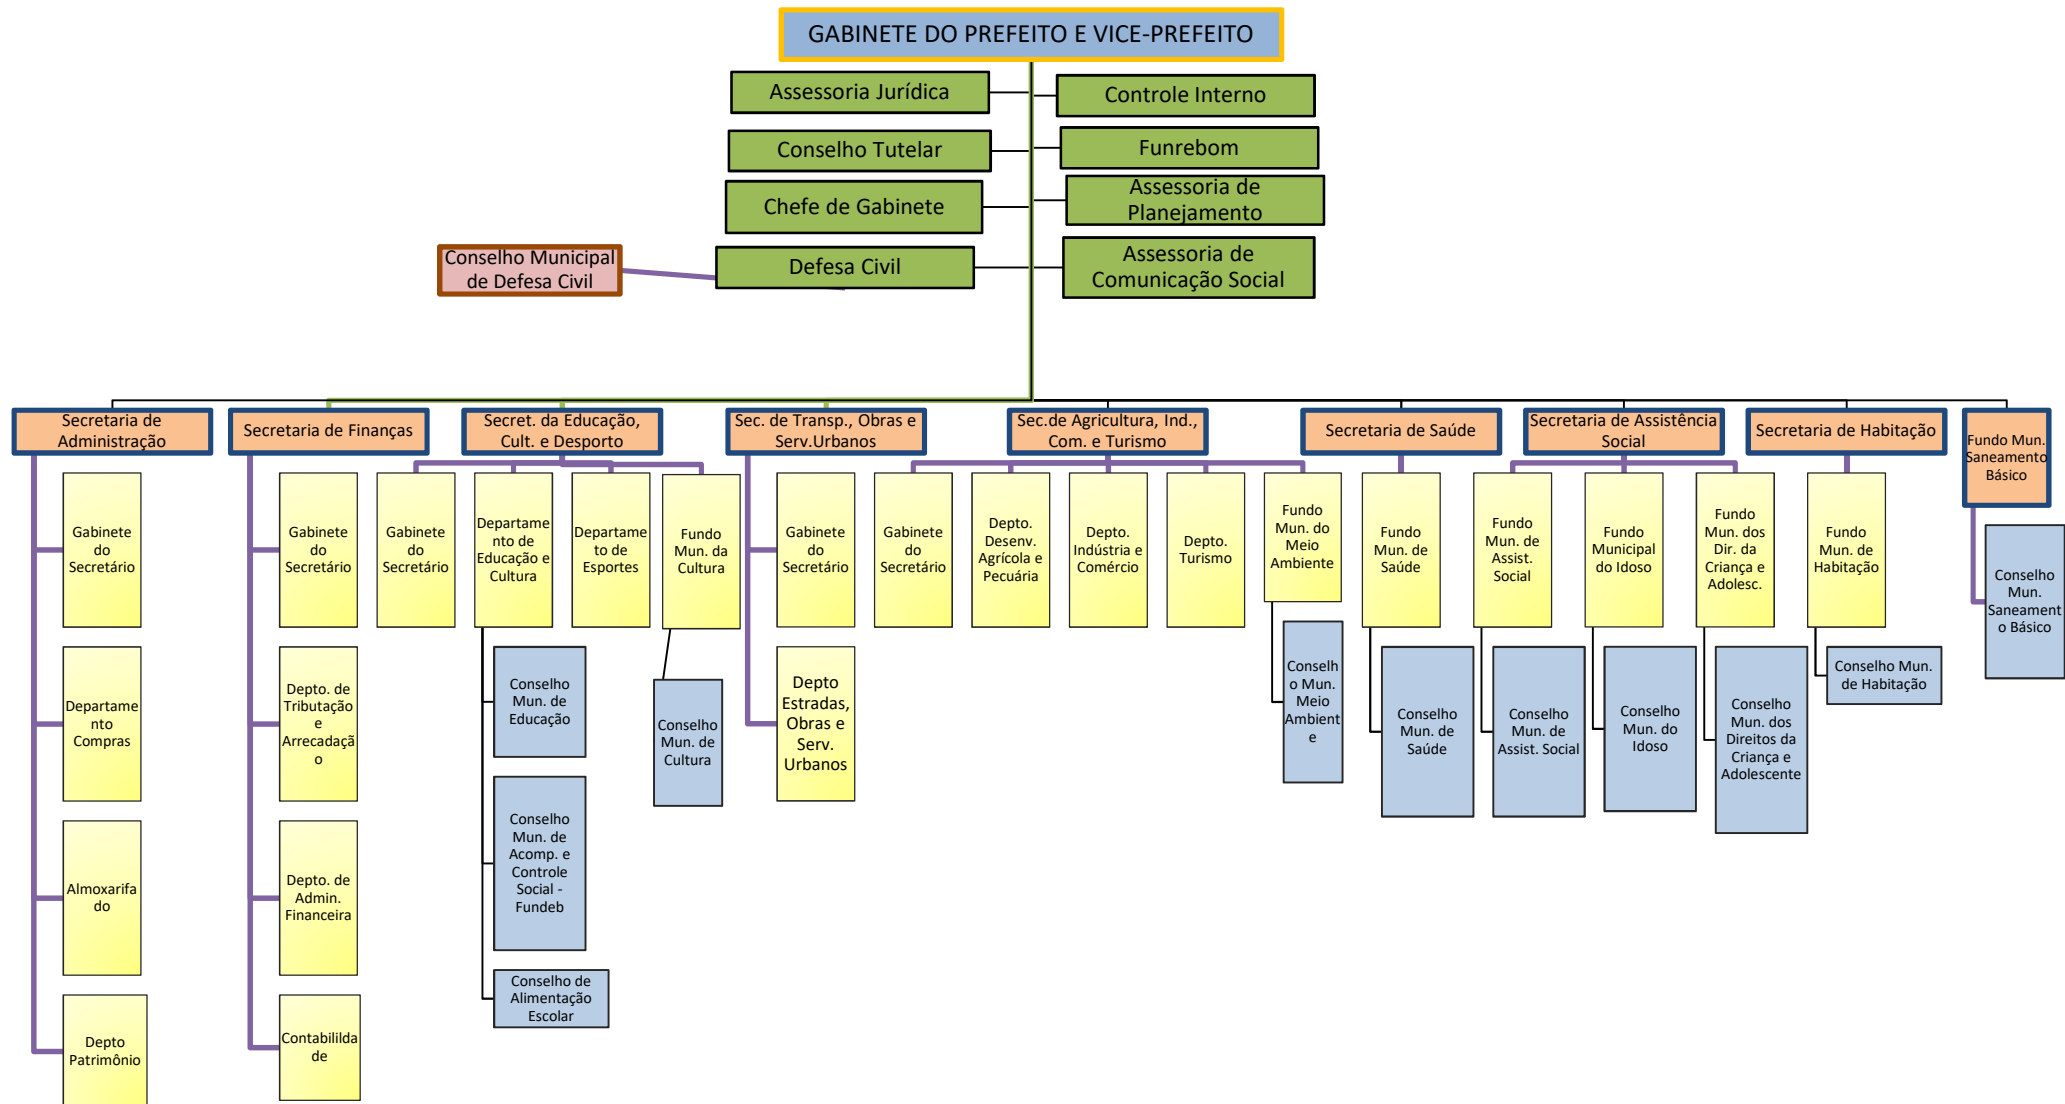 GABINETE DO PREFEITO E VICE-PREFEITO
Assessoria Jurídica
Controle Interno
Conselho Tutelar
Funrebom
Chefe de Gabinete
Assessoria de
Planejamento
Conselho Municipal
de Defesa Civil
Defesa Civil
Assessoria de
Comunicação Social
Secretaria de
Administração
Secretaria de Finanças
Secret. da Educação,
Cult. e Desporto
Sec. de Transp., Obras e
Serv.Urbanos
Sec.de Agricultura, Ind.,
Com. e Turismo
Secretaria de Saúde
Secretaria de Assistência
Social
Secretaria de Habitação
Fundo Mun.
Saneamento
Básico
Gabinete
do
Secretário
Gabinete
do
Secretário
Gabinete
do
Secretário
Departame
nto de
Educação e
Cultura
Departame
nto de
Esportes
Fundo
Mun. da
Cultura
Gabinete
do
Secretário
Gabinete
do
Secretário
Depto.
Desenv.
Agrícola e
Pecuária
Depto.
Indústria e
Comércio
Depto.
Turismo
Fundo
Mun. do
Meio
Ambiente
Fundo
Mun. de
Saúde
Fundo
Mun. de
Assist.
Social
Fundo
Municipal
do Idoso
Fundo
Mun. dos
Dir. da
Criança e
Adolesc.
Fundo
Mun. de
Habitação
Conselho
Mun.
Saneament
o Básico
Departame
nto
Compras
Depto. de
Tributação
e
Arrecadaçã
o
Conselho
Mun. de
Educação
Conselho
Mun. de
Cultura
Depto
Estradas,
Obras e
Serv.
Urbanos
Conselh
o Mun.
Meio
Ambient
e
Conselho
Mun. de
Saúde
Conselho
Mun. de
Assist. Social
Conselho
Mun. do
Idoso
Conselho
Mun. dos
Direitos da
Criança e
Adolescente
Conselho Mun.
de Habitação
Almoxarifa
do
Depto. de
Admin.
Financeira
Conselho
Mun. de
Acomp. e
Controle
Social -
Fundeb
Conselho de
Alimentação
Escolar
Depto
Patrimônio
Contabililda
de